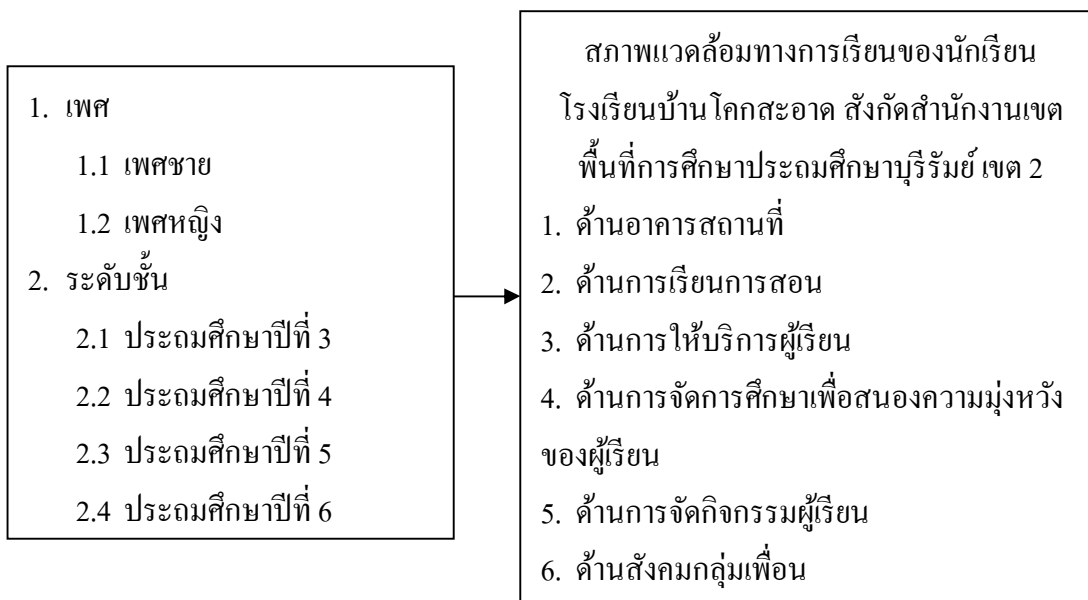 1. เพศ
1.1 เพศชาย
1.2 เพศหญิง
2. ระดับชั้น
2.1 ประถมศึกษาปีที่ 3
2.2 ประถมศึกษาปีที่ 4
2.3 ประถมศึกษาปีที่ 5
2.4 ประถมศึกษาปีที่ 6
สภาพแวดล้อมทางการเรียนของนักเรียน
โรงเรียนบ้านโคกสะอาด สังกัดสำนักงานเขต
พื้นที่การศึกษาประถมศึกษาบุรีรัมย์ เขต 2
1. ด้านอาคารสถานที่
2. ด้านการเรียนการสอน
3. ด้านการให้บริการผู้เรียน
4. ด้านการจัดการศึกษาเพื่อสนองความมุ่งหวัง
ของผู้เรียน
5. ด้านการจัดกิจกรรมผู้เรียน
6. ด้านสังคมกลุ่มเพื่อน